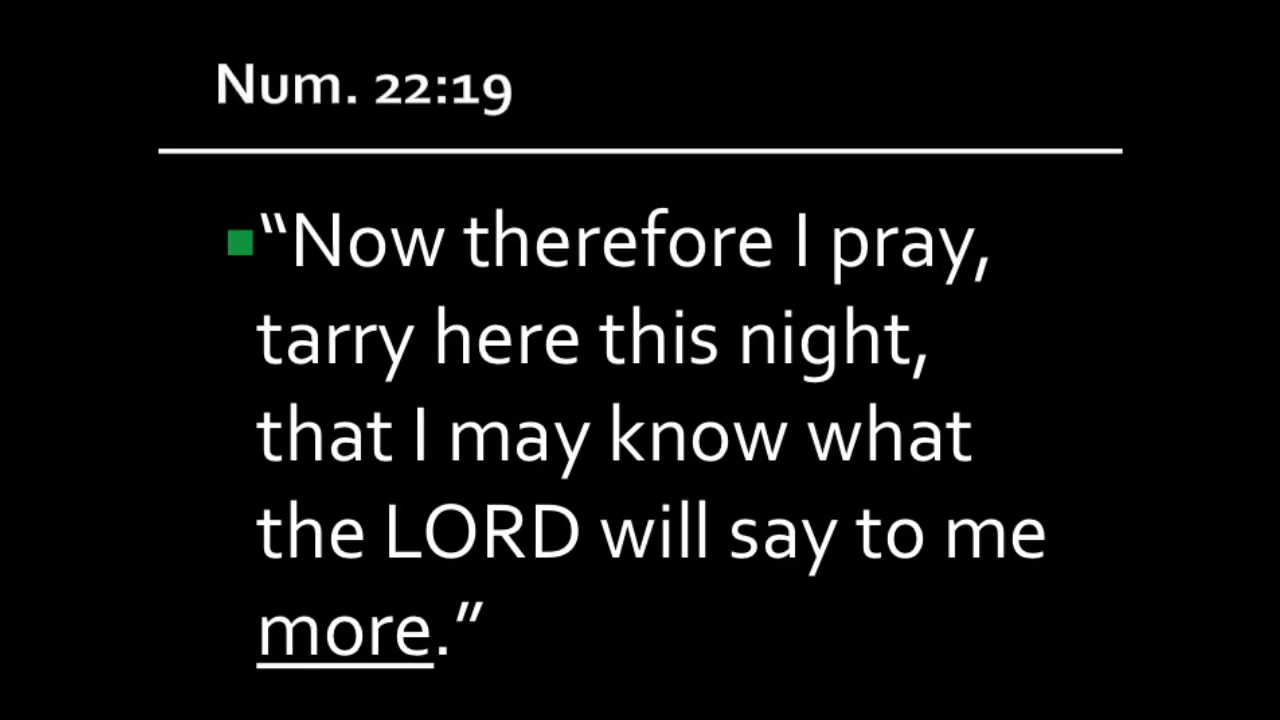 Num. 22:19
“Now therefore I pray,
tarry here this night,
that I may know what
the LORD will say to me
more.”